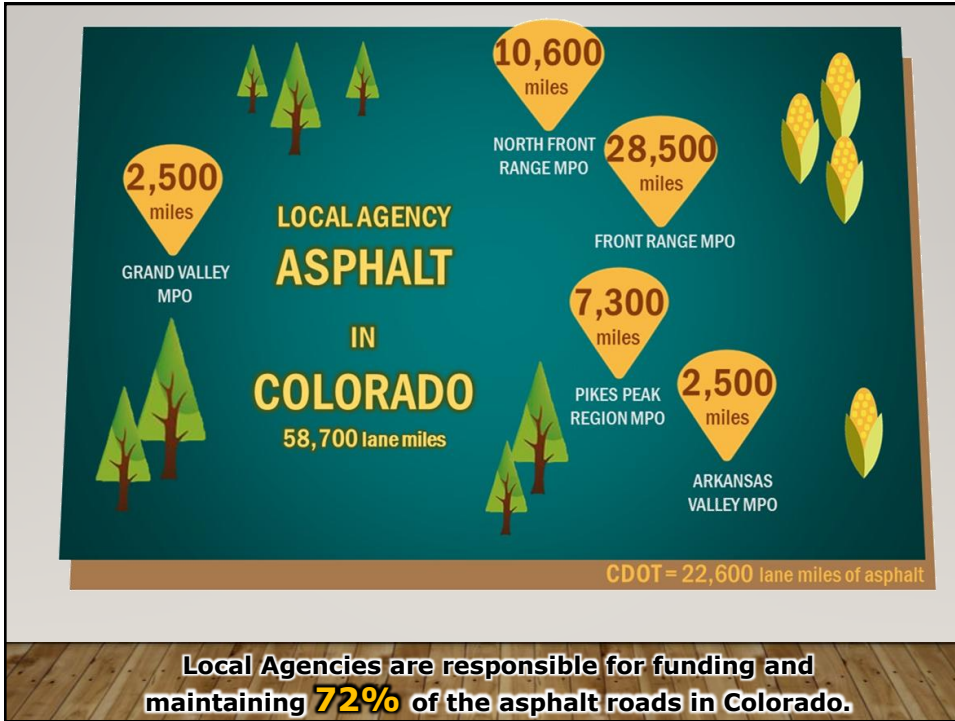 10,600
miles
NORTH FRONT
RANGE MPO
28,500
miles
FRONT RANGE MPO
2,500
miles
GRAND VALLEY
MPO
LOCAL AGENCY
ASPHALT
IN
COLORADO
58,700 lane miles
7,300
miles
PIKES PEAK
REGION MPO
2,500
miles
ARKANSAS
VALLEY MPO
CDOT = 22,600 lane miles of asphalt
Local Agencies are responsible for funding and
maintaining 72% of the asphalt roads in Colorado.